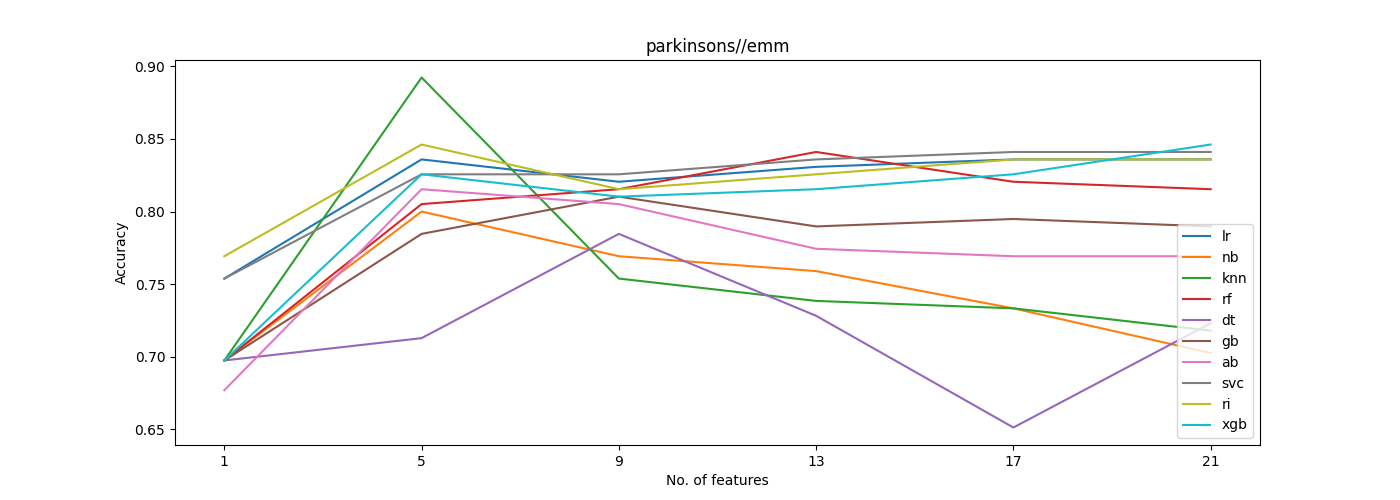 parkinsons//emm
Accuracy
0.90
0.85
0.80
0.75
0.70
0.65
1 5 9 13 17 21
No. of features
lr
nb
knn
rf
dt
gb
ab
svc
ri
xgb